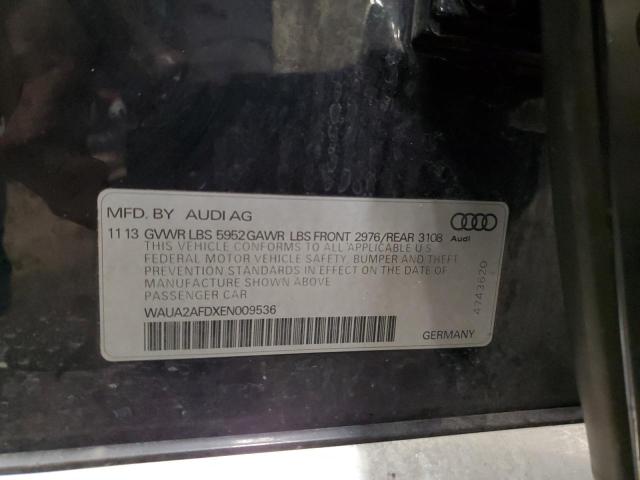 MFD. BY AUDI AG
11 13 GVWR LBS 5952 GAWR LBS FRONT 2976/REAR 3108 Audi
THIS VEHICLE CONFORMS TO ALL APPLICABLE U S
FEDERAL MOTOR VEHICLE SAFETY, BUMPER AND THEFT
PREVENTION STANDARDS IN EFFECT ON THE DATE OF
MANUFACTURE SHOWN ABOVE
PASSENGER CAR
WAUA2AFDXEN009536
GERMANY
4743620